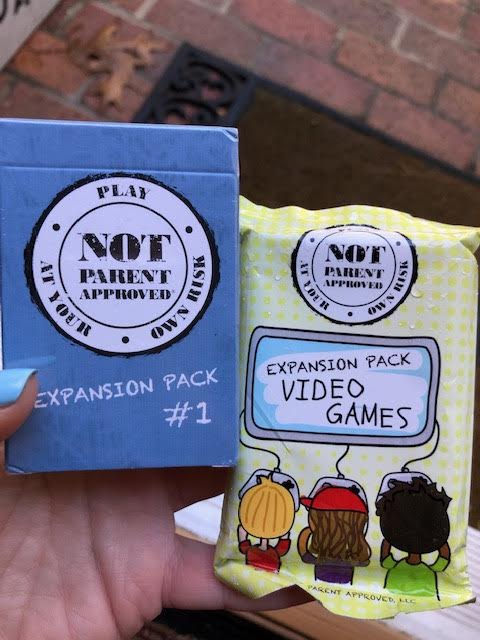 PLAY
NOT
PARENT
APPROVED
AT YOUR OWN RISK
EXPANSION PACK
#1
NOT
PARENT
APPROVED
AT YOUR OWN RISK
EXPANSION PACK
VIDEO
GAMES
PARENT APPROVED, LLC